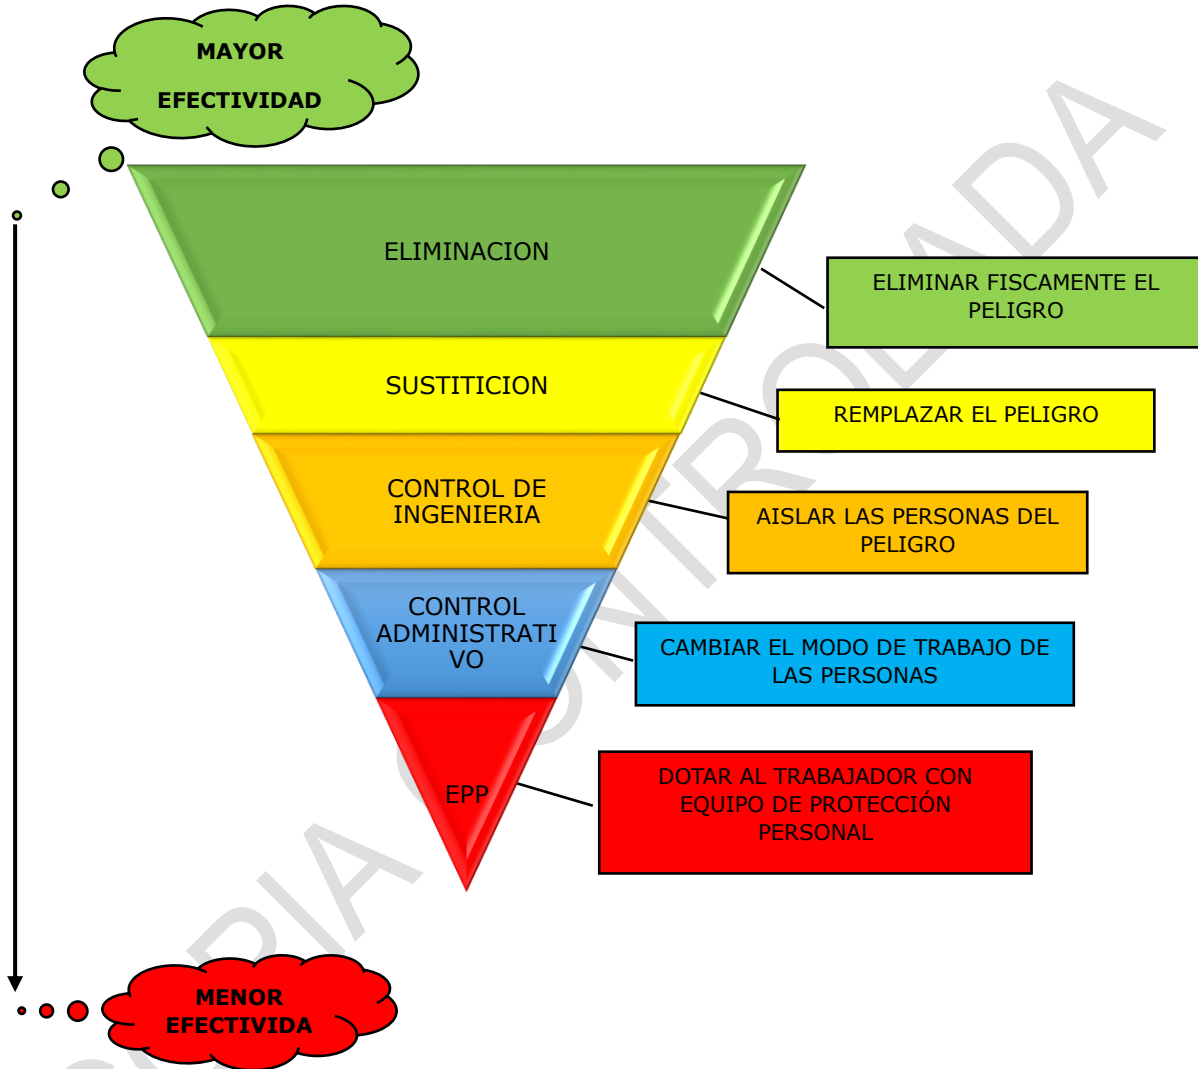 MAYOR
EFECTIVIDAD
ELIMINACION
ELIMINAR FISCAMENTE EL
PELIGRO
SUSTITICION
REMPLAZAR EL PELIGRO
CONTROL DE
INGENIERIA
AISLAR LAS PERSONAS DEL
PELIGRO
CONTROL
ADMINISTRATI
VO
CAMBIAR EL MODO DE TRABAJO DE
LAS PERSONAS
EPP
DOTAR AL TRABAJADOR CON
EQUIPO DE PROTECCIÓN
PERSONAL
MENOR
EFECTIVIDA